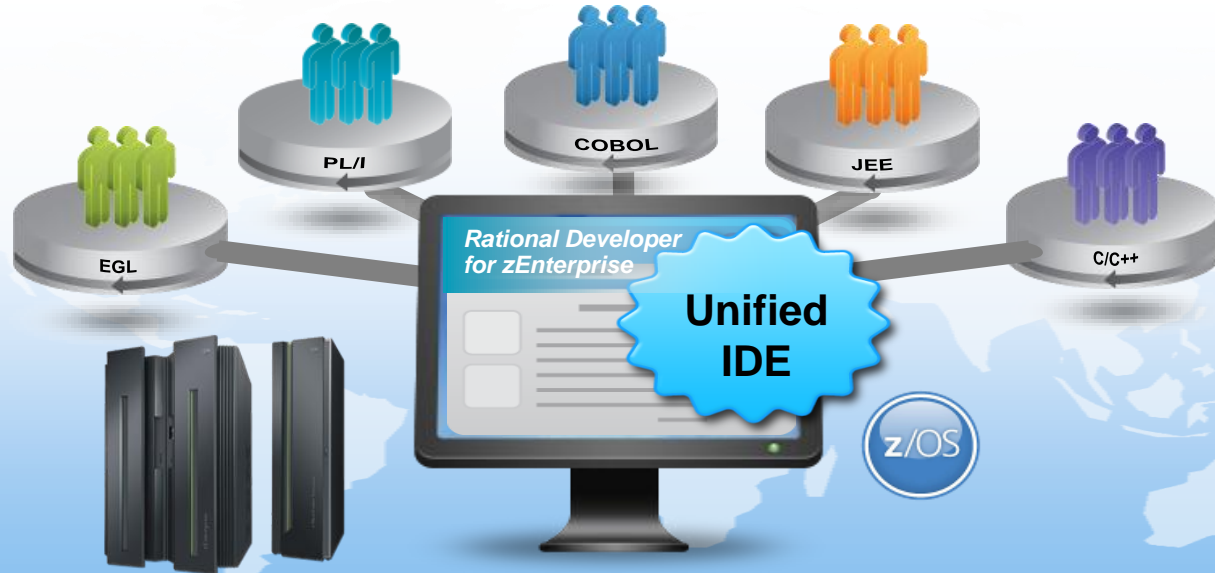 PL/I
COBOL
JEE
EGL
C/C++
Rational Developer
for zEnterprise
Unified
IDE
z/OS